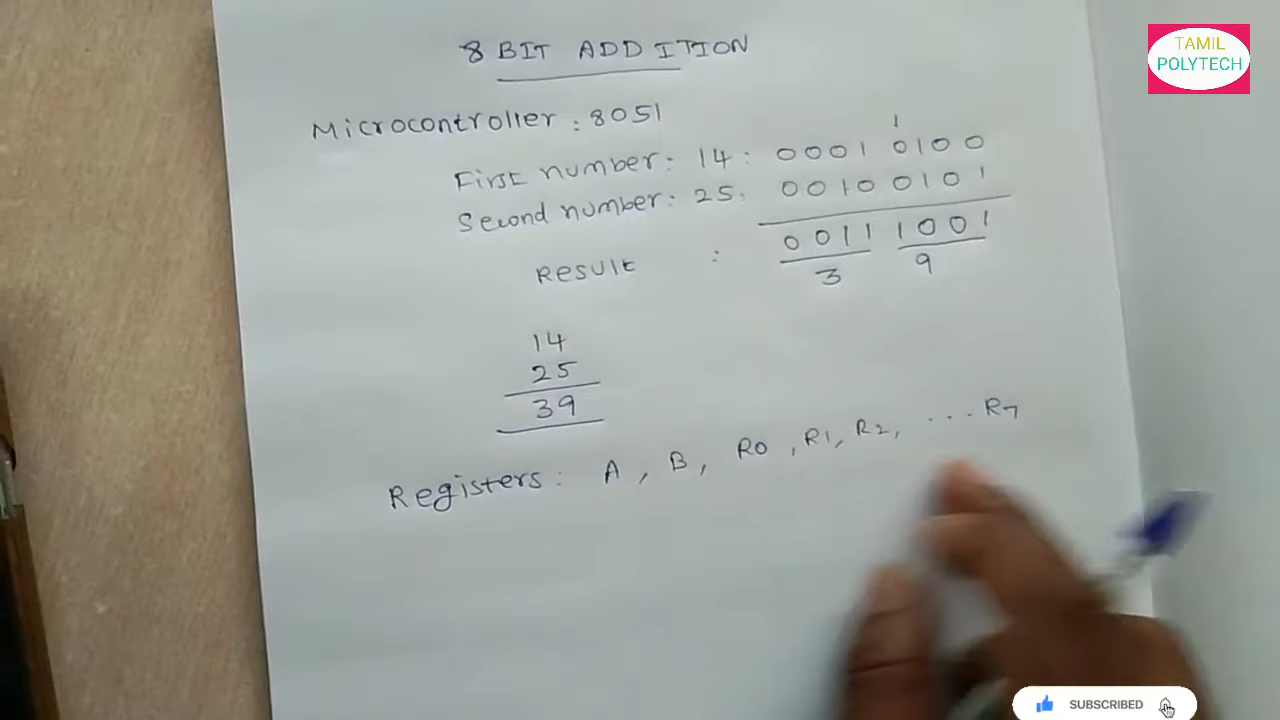 8 BIT ADDITION
TAMIL
POLYTECH
Microcontroller : 8051
1
First number : 14 : 0001 0100
Second number : 25 : 0010 0101
Result : 0011 1001
3 9
14
25
39
Registers : A , B , R0 , R1 , R2 , ... R7
SUBSCRIBED